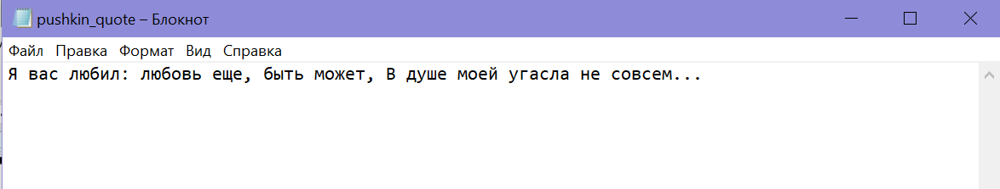 pushkin_quote – Блокнот
Файл Правка Формат Вид Справка
Я вас любил: любовь еще, быть может, В душе моей угасла не совсем...